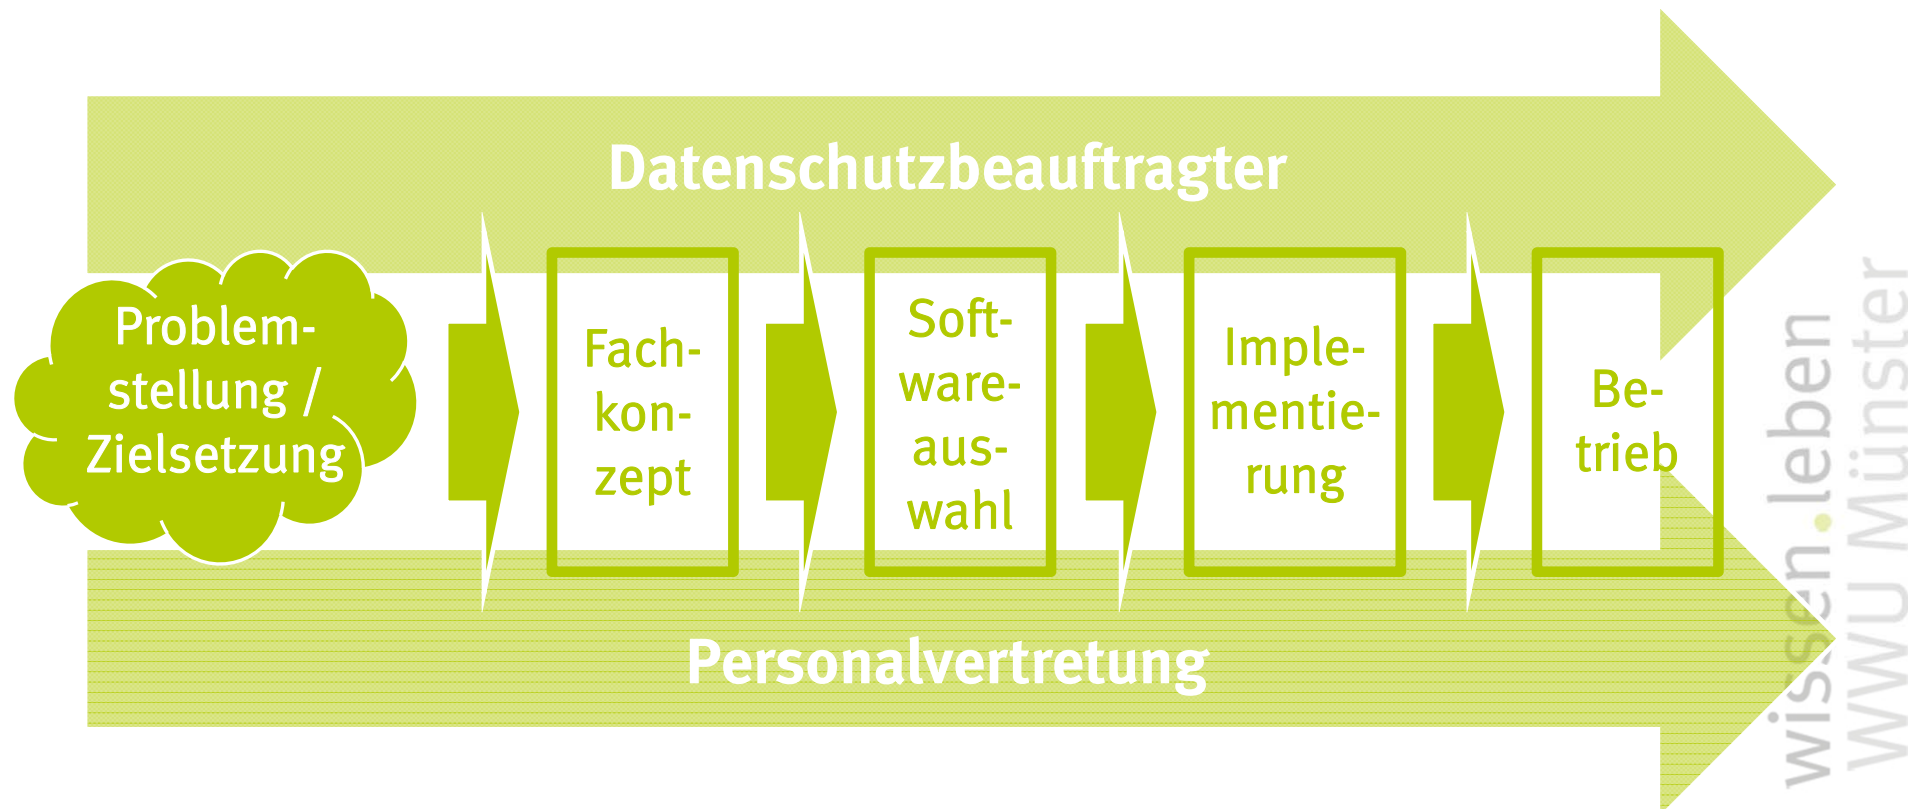 Datenschutzbeauftragter
Problem-
stellung /
Zielsetzung
Fach-
kon-
zept
Soft-
ware-
aus-
wahl
Imple-
mentie-
rung
Be-
trieb
Personalvertretung
wissen.leben
WWU Münster